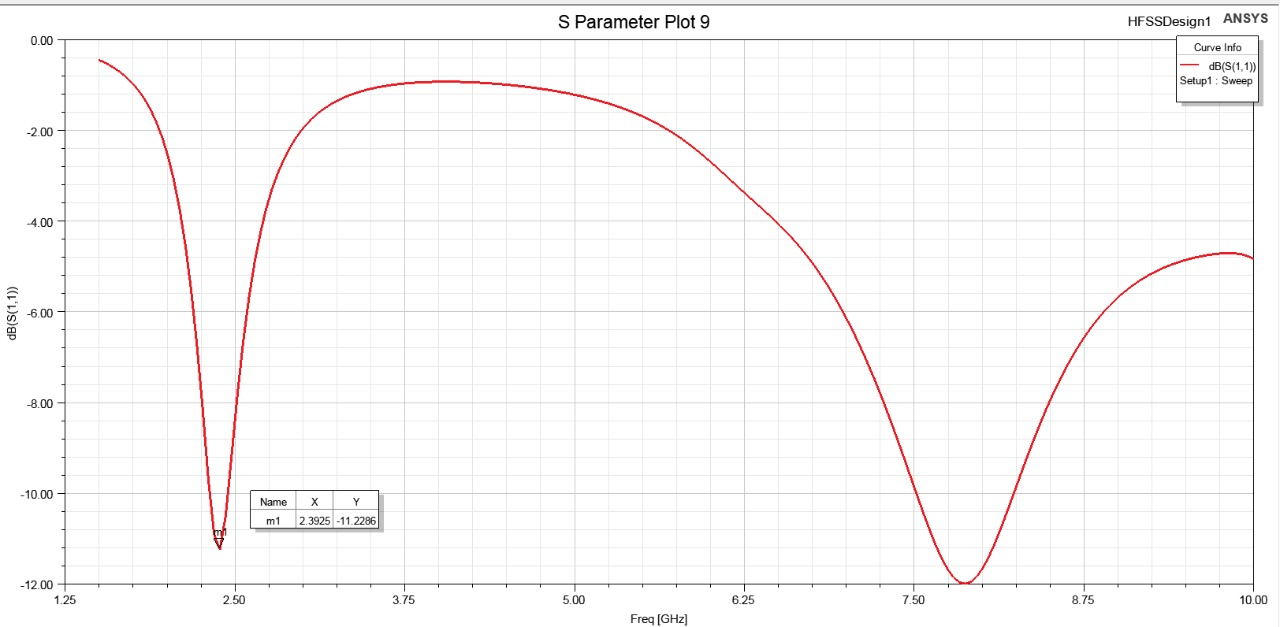 S Parameter Plot 9
HFSSDesign1
ANSYS
Curve Info
dB(S(1,1))
Setup1 : Sweep
0.00
-2.00
-4.00
-6.00
-8.00
-10.00
-12.00
dB(S(1,1))
m1
Name X Y
m1 2.3925 -11.2286
1.25 2.50 3.75 5.00 6.25 7.50 8.75 10.00
Freq [GHz]